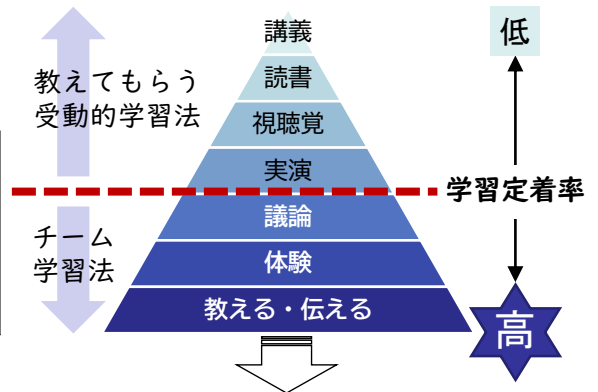 講義
低
読書
教えてもらう
受動的学習法
視聴覚
実演
学習定着率
議論
チーム
学習法
体験
教える・伝える
高